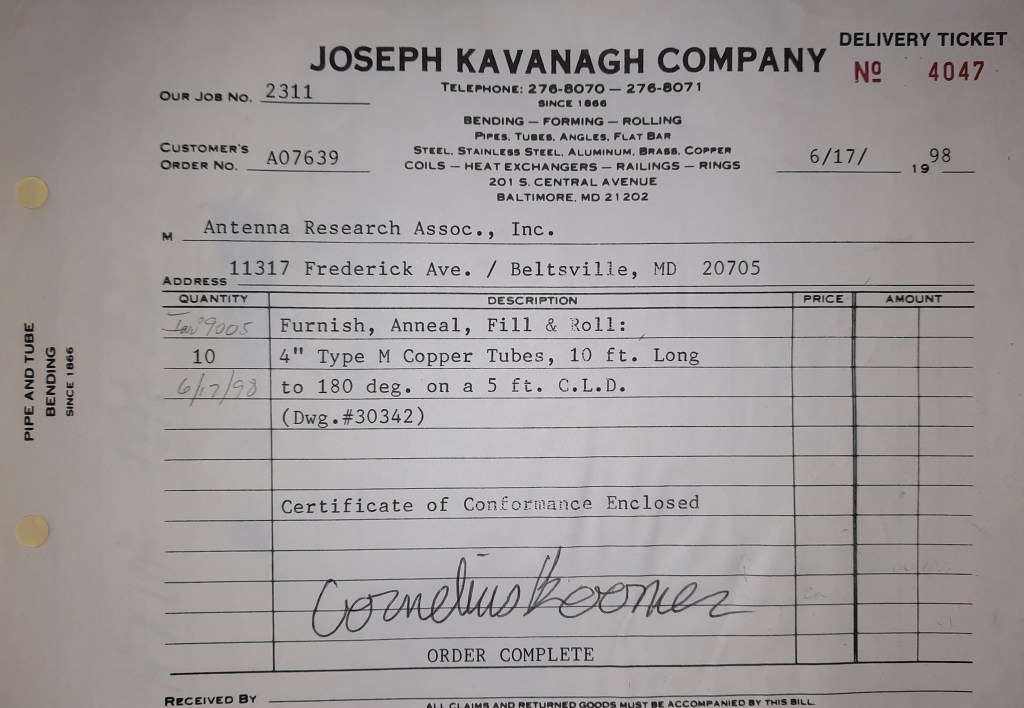 DELIVERY TICKET
JOSEPH KAVANAGH COMPANY
Nº 4047
OUR JOB NO. 2311
TELEPHONE: 276-8070 — 276-8071
SINCE 1866
BENDING — FORMING — ROLLING
PIPES, TUBES, ANGLES, FLAT BAR
CUSTOMER'S
ORDER NO. A07639
STEEL, STAINLESS STEEL, ALUMINUM, BRASS, COPPER
COILS — HEAT EXCHANGERS — RAILINGS — RINGS
6/17/ 1998
201 S. CENTRAL AVENUE
BALTIMORE, MD 21202
M Antenna Research Assoc., Inc.
ADDRESS 11317 Frederick Ave. / Beltsville, MD 20705
QUANTITY DESCRIPTION PRICE AMOUNT
9005 Furnish, Anneal, Fill & Roll:
10 4" Type M Copper Tubes, 10 ft. Long
6/17/98 to 180 deg. on a 5 ft. C.L.D.
(Dwg.#30342)
PIPE AND TUBE
BENDING
SINCE 1866
Certificate of Conformance Enclosed
Cornelius
ORDER COMPLETE
RECEIVED BY
ALL CLAIMS AND RETURNED GOODS MUST BE ACCOMPANIED BY THIS BILL